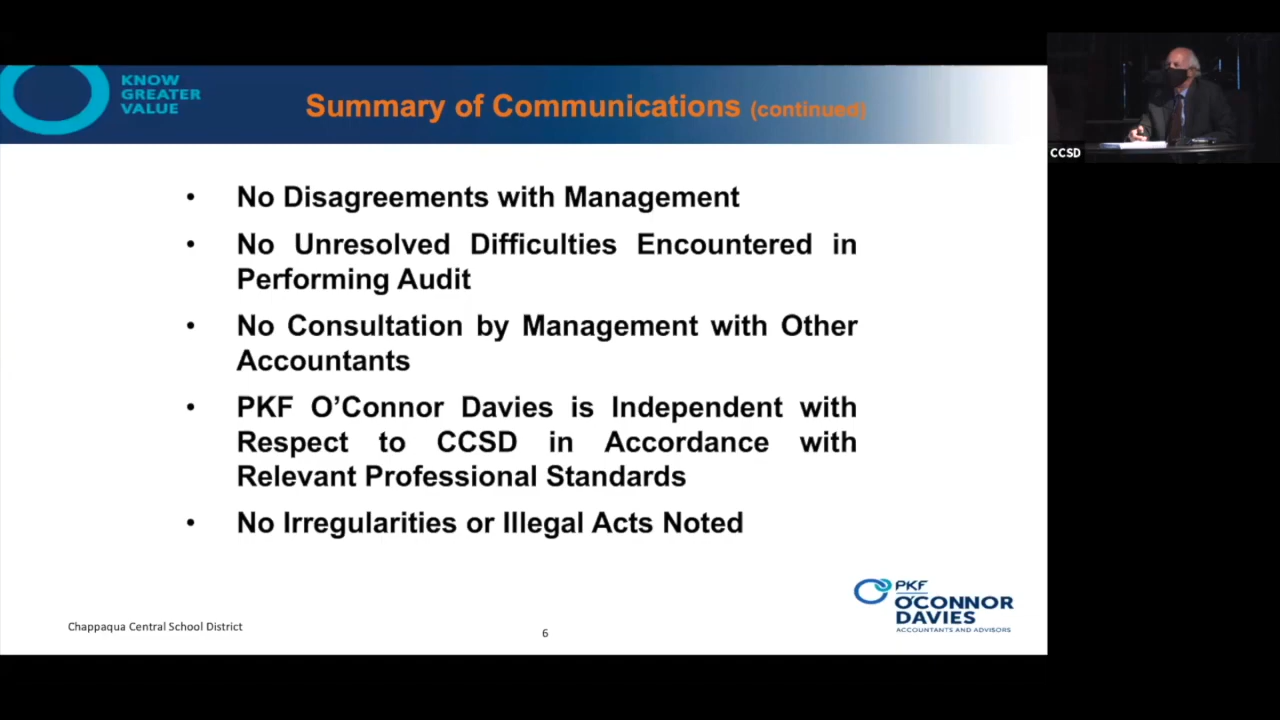 KNOW
GREATER
VALUE
Summary of Communications (continued)
• No Disagreements with Management
• No Unresolved Difficulties Encountered in
Performing Audit
• No Consultation by Management with Other
Accountants
• PKF O’Connor Davies is Independent with
Respect to CCSD in Accordance with
Relevant Professional Standards
• No Irregularities or Illegal Acts Noted
Chappaqua Central School District
6
PKF
O'CONNOR
DAVIES
ACCOUNTANTS AND ADVISORS
CCSD